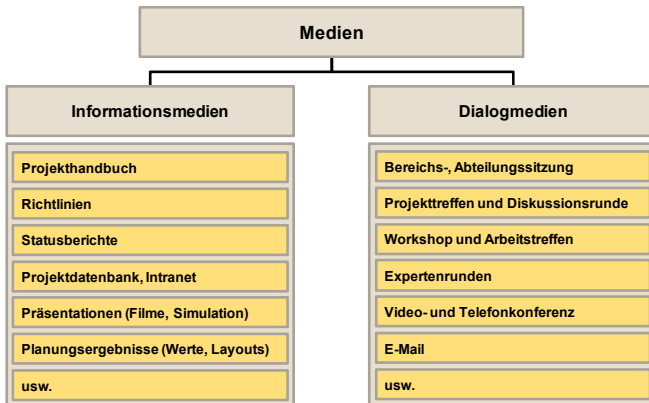 Medien
Informationsmedien
Projekthandbuch
Richtlinien
Statusberichte
Projektdatenbank, Intranet
Präsentationen (Filme, Simulation)
Planungsergebnisse (Werte, Layouts)
usw.
Dialogmedien
Bereichs-, Abteilungssitzung
Projekttreffen und Diskussionsrunde
Workshop und Arbeitstreffen
Expertenrunden
Video- und Telefonkonferenz
E-Mail
usw.